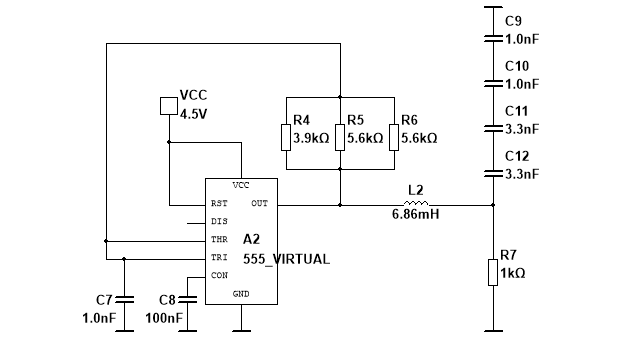 C9
1.0nF
C10
1.0nF
C11
3.3nF
C12
3.3nF
VCC
4.5V
R4
3.9kΩ
R5
5.6kΩ
R6
5.6kΩ
L2
6.86mH
VCC
RST
OUT
DIS
THR
A2
TRI
555_VIRTUAL
CON
GND
C7
1.0nF
C8
100nF
R7
1kΩ